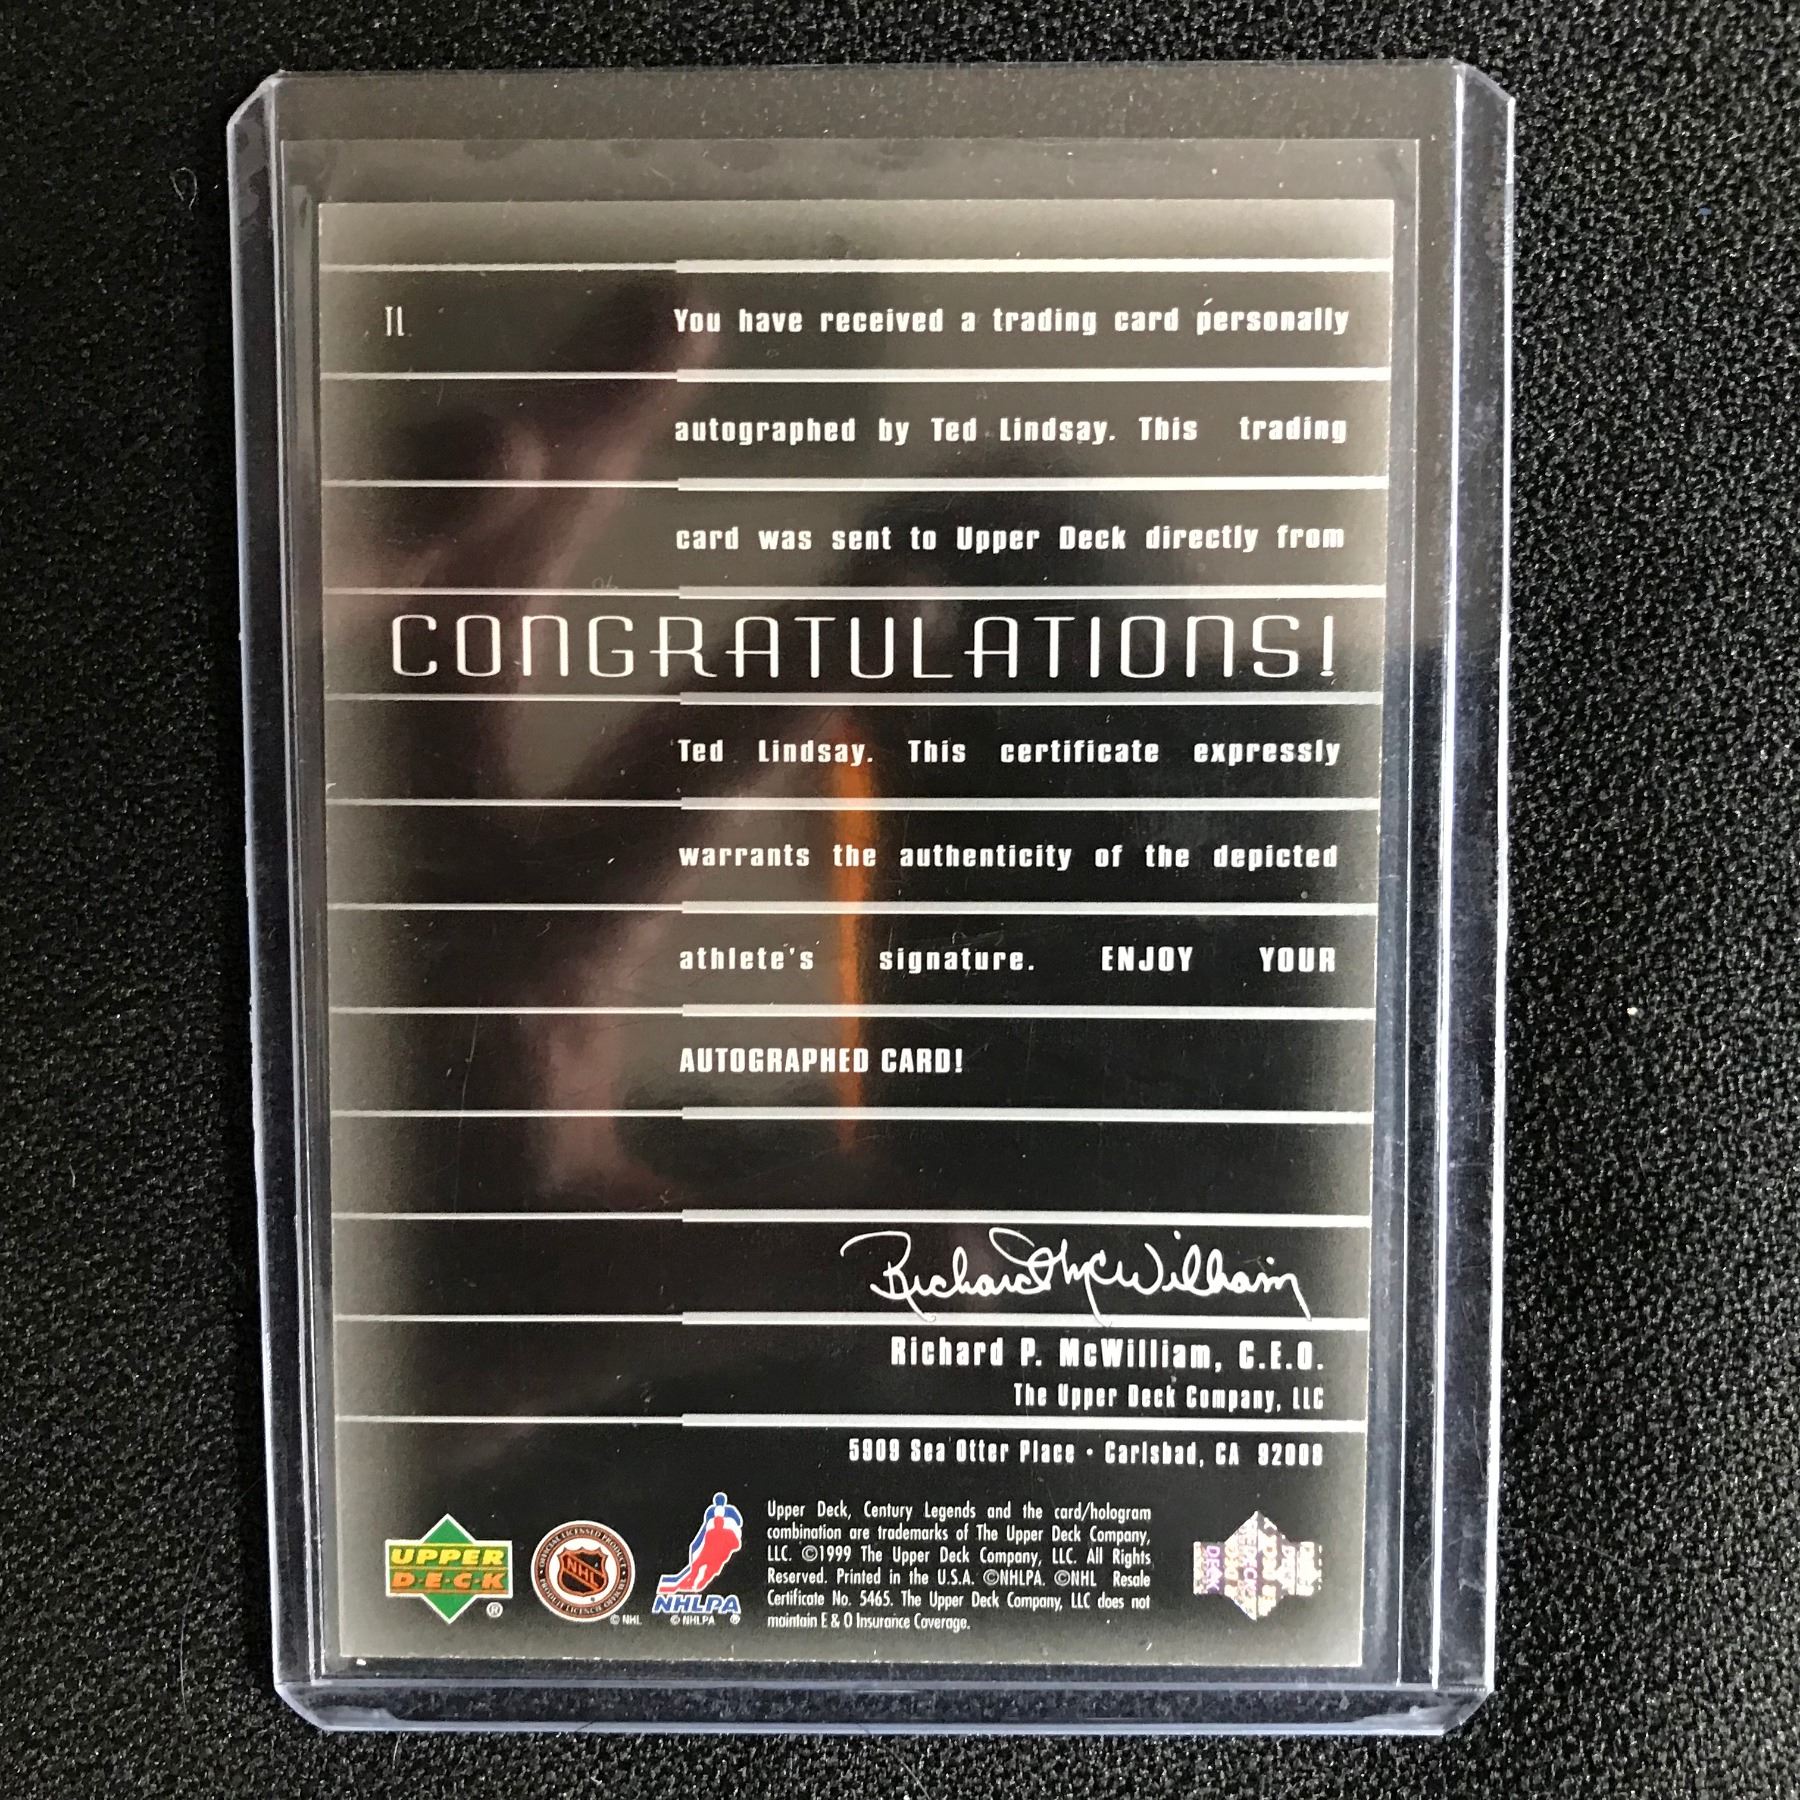 TL
You have received a trading card personally
autographed by Ted Lindsay. This trading
card was sent to Upper Deck directly from
CONGRATULATIONS!
Ted Lindsay. This certificate expressly
warrants the authenticity of the depicted
athlete's signature. ENJOY YOUR
AUTOGRAPHED CARD!
Richard McWilliam
Richard P. McWilliam, C.E.O.
The Upper Deck Company, LLC
5909 Sea Otter Place • Carlsbad, CA 92008
UPPER
D·E·C·K
®
NHL
© NHL
NHLPA
© NHLPA ®
Upper Deck, Century Legends and the card/hologram
combination are trademarks of The Upper Deck Company,
LLC. ©1999 The Upper Deck Company, LLC. All Rights
Reserved. Printed in the U.S.A. ©NHLPA. ©NHL Resale
Certificate No. 5465. The Upper Deck Company, LLC does not
maintain E & O Insurance Coverage.